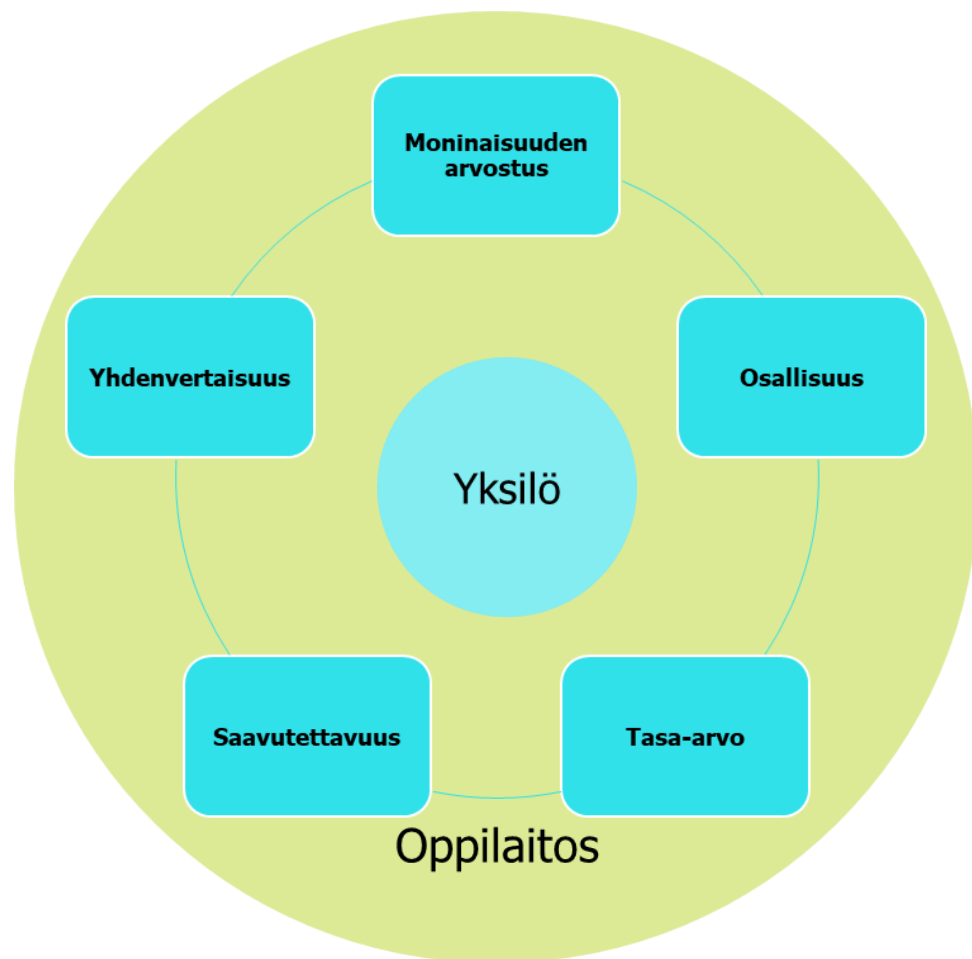 Moninaisuuden
arvostus
Yhdenvertaisuus
Osallisuus
Yksilö
Saavutettavuus
Tasa-arvo
Oppilaitos